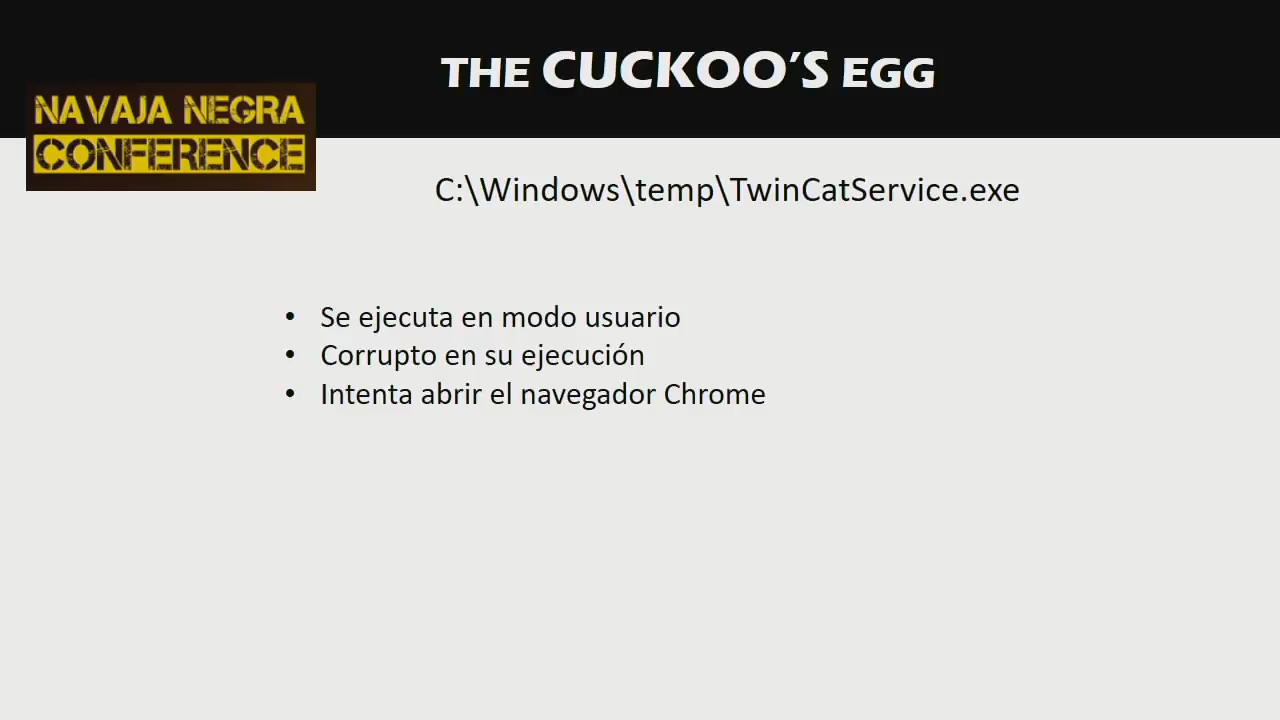 THE CUCKOO'S EGG
NAVAJA NEGRA
CONFERENCE
C:\Windows\temp\TwinCatService.exe
• Se ejecuta en modo usuario
• Corrupto en su ejecución
• Intenta abrir el navegador Chrome